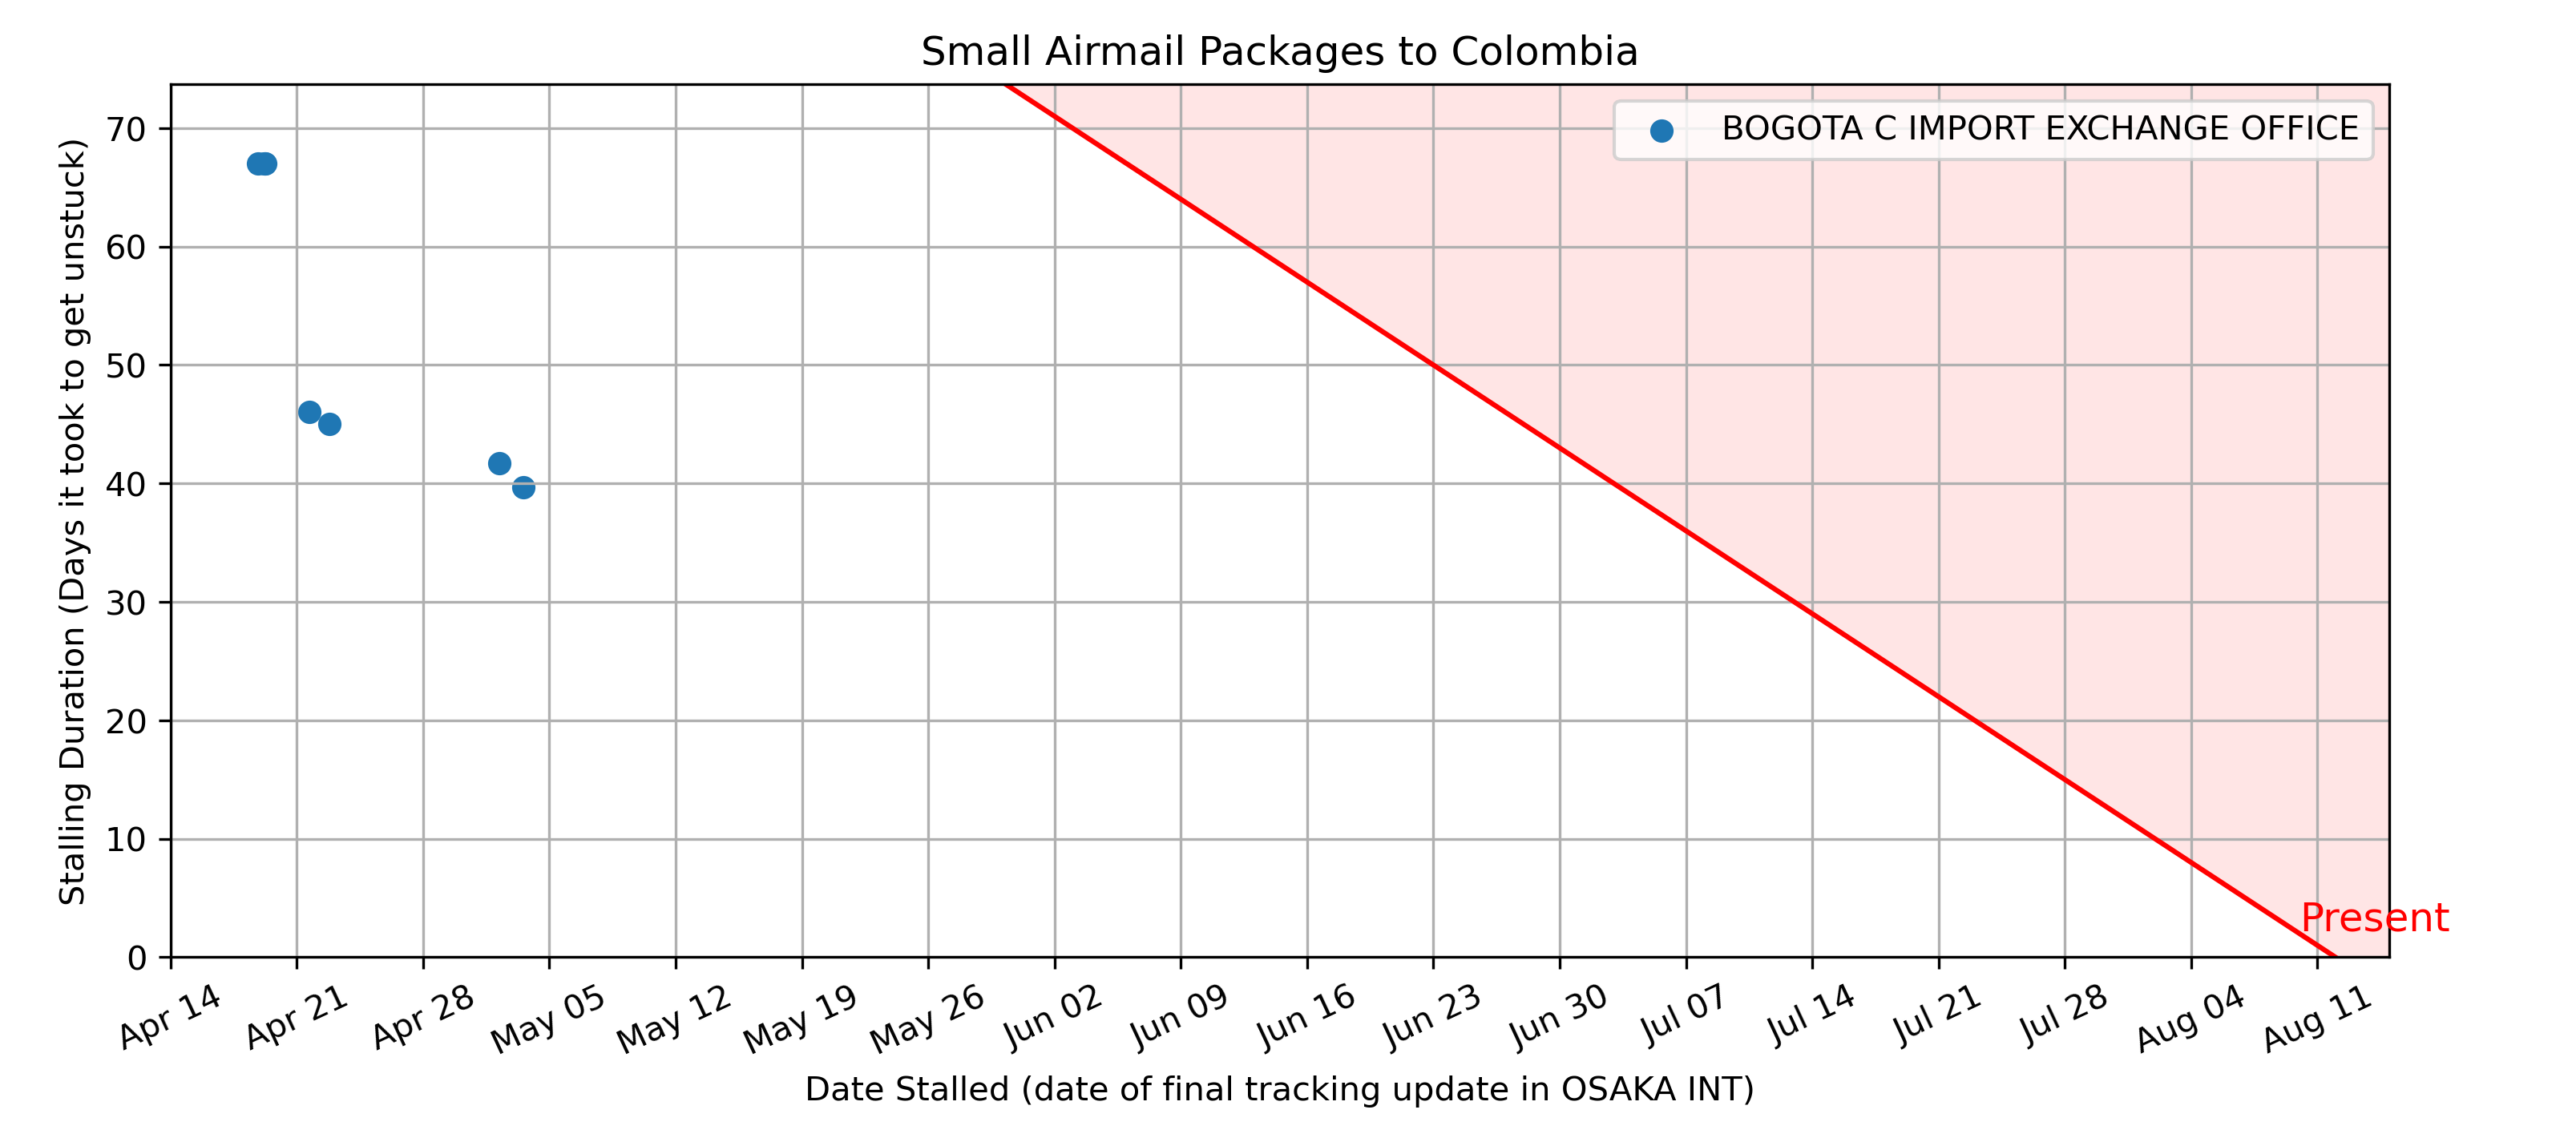 Small Airmail Packages to Colombia
BOGOTA C IMPORT EXCHANGE OFFICE
Stalling Duration (Days it took to get unstuck)
70
60
50
40
30
20
10
0
Present
Apr 14
Apr 21
Apr 28
May 05
May 12
May 19
May 26
Jun 02
Jun 09
Jun 16
Jun 23
Jun 30
Jul 07
Jul 14
Jul 21
Jul 28
Aug 04
Aug 11
Date Stalled (date of final tracking update in OSAKA INT)